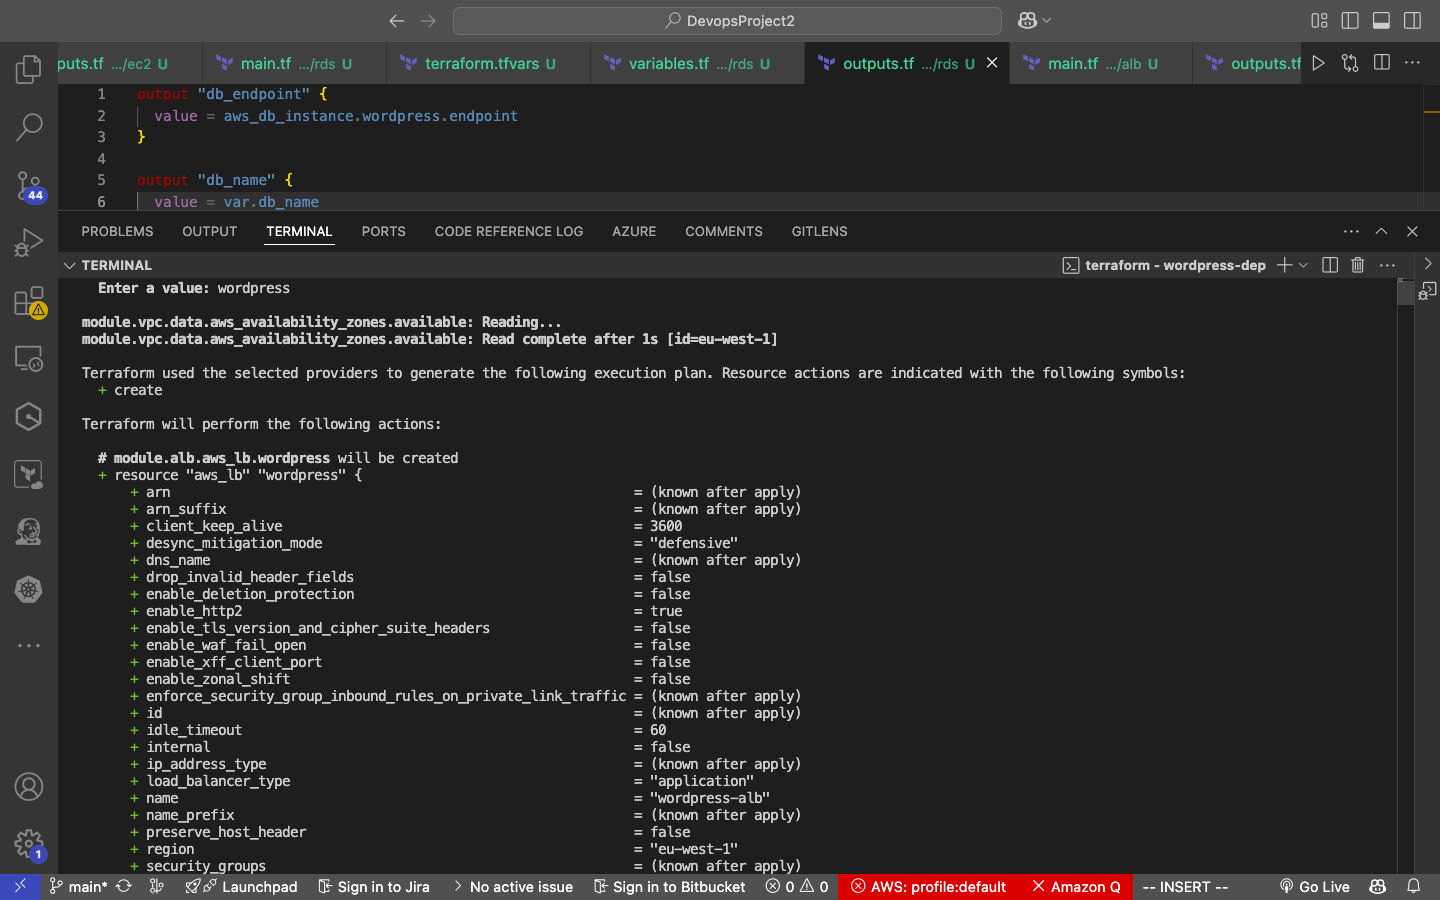 DevopsProject2
puts.tf .../ec2 U
main.tf .../rds U
terraform.tfvars U
variables.tf .../rds U
outputs.tf .../rds U
main.tf .../alb U
outputs.tf
1 output "db_endpoint" {
2 value = aws_db_instance.wordpress.endpoint
3 }
4
5 output "db_name" {
6 value = var.db_name
44
PROBLEMS OUTPUT TERMINAL PORTS CODE REFERENCE LOG AZURE COMMENTS GITLENS
TERMINAL
terraform - wordpress-dep
Enter a value: wordpress
module.vpc.data.aws_availability_zones.available: Reading...
module.vpc.data.aws_availability_zones.available: Read complete after 1s [id=eu-west-1]
Terraform used the selected providers to generate the following execution plan. Resource actions are indicated with the following symbols:
+ create
Terraform will perform the following actions:
# module.alb.aws_lb.wordpress will be created
+ resource "aws_lb" "wordpress" {
+ arn = (known after apply)
+ arn_suffix = (known after apply)
+ client_keep_alive = 3600
+ desync_mitigation_mode = "defensive"
+ dns_name = (known after apply)
+ drop_invalid_header_fields = false
+ enable_deletion_protection = false
+ enable_http2 = true
+ enable_tls_version_and_cipher_suite_headers = false
+ enable_waf_fail_open = false
+ enable_xff_client_port = false
+ enable_zonal_shift = false
+ enforce_security_group_inbound_rules_on_private_link_traffic = (known after apply)
+ id = (known after apply)
+ idle_timeout = 60
+ internal = false
+ ip_address_type = (known after apply)
+ load_balancer_type = "application"
+ name = "wordpress-alb"
+ name_prefix = (known after apply)
+ preserve_host_header = false
+ region = "eu-west-1"
+ security_groups = (known after apply)
1
main* Launchpad Sign in to Jira No active issue Sign in to Bitbucket 0 0 AWS: profile:default Amazon Q -- INSERT -- Go Live